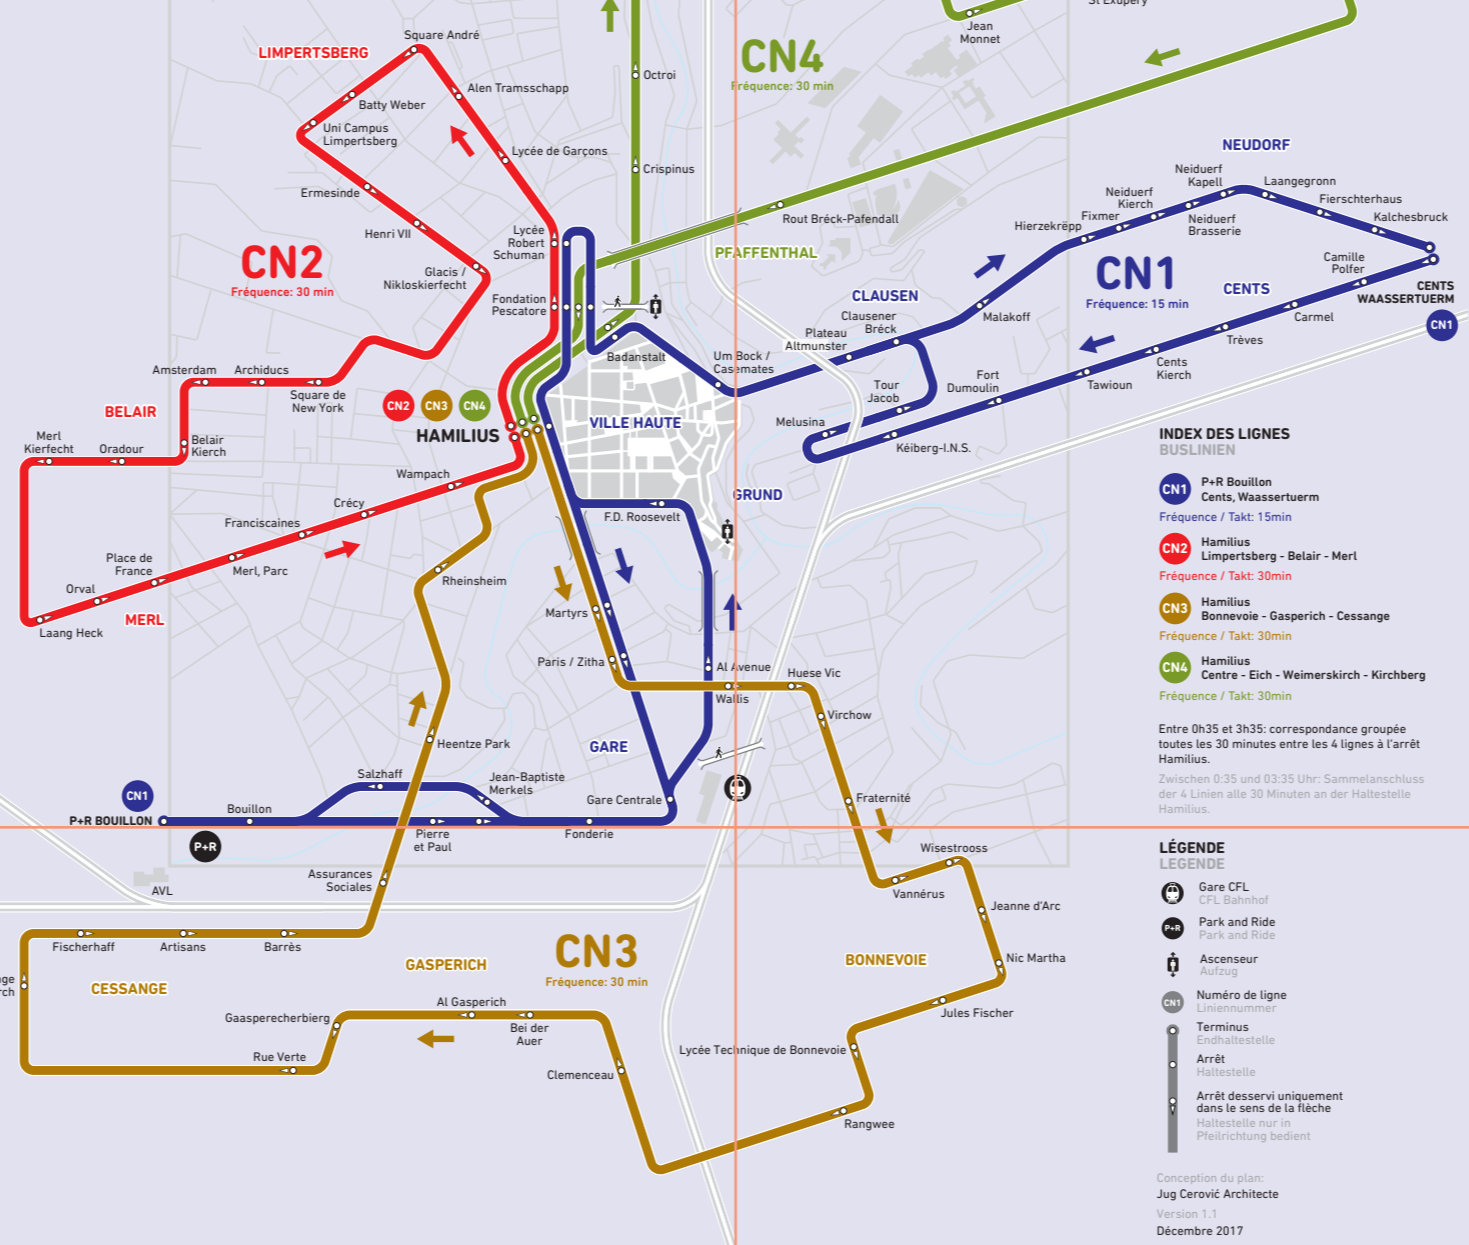 St Exupéry
Jean
Monnet
Square André
LIMPERTSBERG
CN4
Fréquence: 30 min
Octroi
Alen Tramsschapp
Batty Weber
Uni Campus
Limpertsberg
Lycée de Garçons
Crispinus
Ermesinde
Henri VII
NEUDORF
Neiduerf
Kapell
Laangegronn
Neiduerf
Kierch
Fierschterhaus
Fixmer
Kalchesbruck
Hierzekrëpp
Neiduerf
Brasserie
Rout Bréck-Pafendall
Lycée
Robert
Schuman
PFAFFENTHAL
CN2
Fréquence: 30 min
Glacis /
Nikloskierfecht
Fondation
Pescatore
CN1
Fréquence: 15 min
Camille
Polfer
CENTS
CENTS
WAASSERTUERM
CN1
CLAUSEN
Clausener
Bréck
Malakoff
Carmel
Plateau
Altmunster
Trèves
Badanstalt
Um Bock /
Casemates
Cents
Kierch
Tawioun
Fort
Dumoulin
Tour
Jacob
Amsterdam
Archiducs
Square de
New York
CN2
CN3
CN4
HAMILIUS
BELAIR
VILLE HAUTE
Melusina
Kéiberg-I.N.S.
Merl
Kierfecht
Oradour
Belair
Kierch
Wampach
Crécy
GRUND
F.D. Roosevelt
Franciscaines
Place de
France
Merl, Parc
Orval
MERL
Laang Heck
Rheinsheim
Martyrs
Paris / Zitha
Al Avenue
Wallis
Huese Vic
Virchow
Heentze Park
GARE
Salzhaff
Jean-Baptiste
Merkels
CN1
Bouillon
Gare Centrale
P+R BOUILLON
P+R
Pierre
et Paul
Fonderie
Fraternité
Wisestrooss
Vannérus
Assurances
Sociales
AVL
Jeanne d'Arc
Fischerhaff
Artisans
Barrès
CN3
Fréquence: 30 min
GASPERICH
BONNEVOIE
Nic Martha
CESSANGE
Al Gasperich
Jules Fischer
Gaasperecherbierg
Bei der
Auer
Rue Verte
Lycée Technique de Bonnevoie
Clemenceau
Rangwee
INDEX DES LIGNES
BUSLINIEN
CN1
P+R Bouillon
Cents, Waassertuerm
Fréquence / Takt: 15min
CN2
Hamilius
Limpertsberg - Belair - Merl
Fréquence / Takt: 30min
CN3
Hamilius
Bonnevoie - Gasperich - Cessange
Fréquence / Takt: 30min
CN4
Hamilius
Centre - Eich - Weimerskirch - Kirchberg
Fréquence / Takt: 30min
Entre 0h35 et 3h35: correspondance groupée
toutes les 30 minutes entre les 4 lignes à l'arrêt
Hamilius.
Zwischen 0:35 und 03:35 Uhr: Sammelanschluss
der 4 Linien alle 30 Minuten an der Haltestelle
Hamilius.
LÉGENDE
LEGENDE
Gare CFL
CFL Bahnhof
P+R
Park and Ride
Park and Ride
Ascenseur
Aufzug
CN1
Numéro de ligne
Liniennummer
Terminus
Endhaltestelle
Arrêt
Haltestelle
Arrêt desservi uniquement
dans le sens de la flèche
Haltestelle nur in
Pfeilrichtung bedient
Conception du plan:
Jug Cerović Architecte
Version 1.1
Décembre 2017